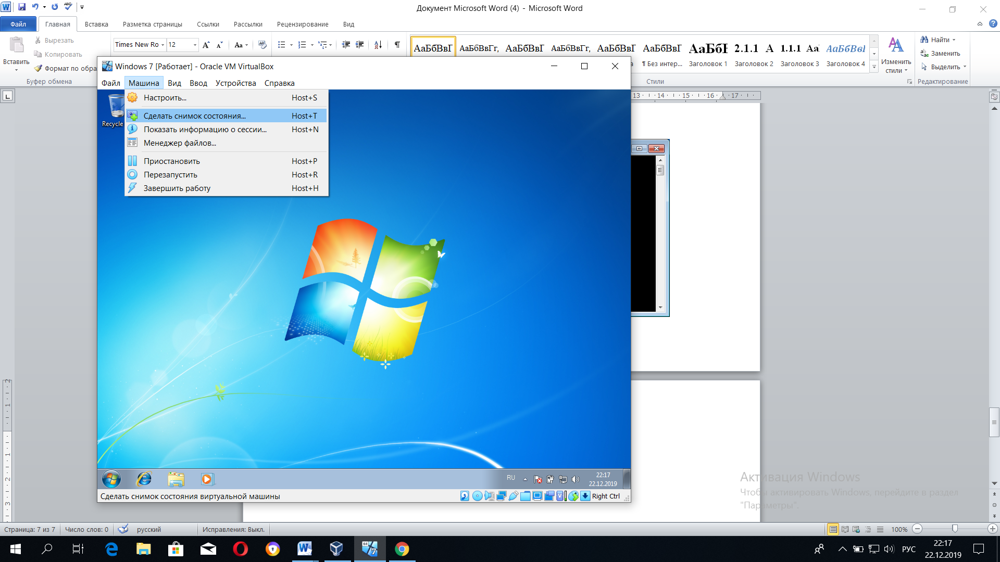 Документ Microsoft Word (4) - Microsoft Word
Файл Главная Вставка Разметка страницы Ссылки Рассылки Рецензирование Вид
Вставить
Вырезать
Копировать
Формат по обра
Буфер обмена
Times New Ro 12
АаБбВвГ АаБбВвГг, АаБбВвГ АаБбВвГг, АаБбВвГ АаБбВвГ АаБбІ 2.1.1 А 1.1.1 Аа АаБбВвІ
а ¶ Без интер... Заголовок 1 Заголовок 2 Заголовок 3 Заголовок 4
Стили
Изменить стили
Найти
Заменить
Выделить
Редактирование
Windows 7 [Работает] - Oracle VM VirtualBox
Файл Машина Вид Ввод Устройства Справка
Настроить... Host+S
Сделать снимок состояния... Host+T
Показать информацию о сессии... Host+N
Менеджер файлов...
Приостановить Host+P
Перезапустить Host+R
Завершить работу Host+H
Recycle
13 14 15 16 17
RU
22:17
22.12.2019
Сделать снимок состояния виртуальной машины
Right Ctrl
Активация Windows
Чтобы активировать Windows, перейдите в раздел
"Параметры".
Страница: 7 из 7 Число слов: 0 русский Исправления: Выкл. 100%
РУС
22:17
22.12.2019